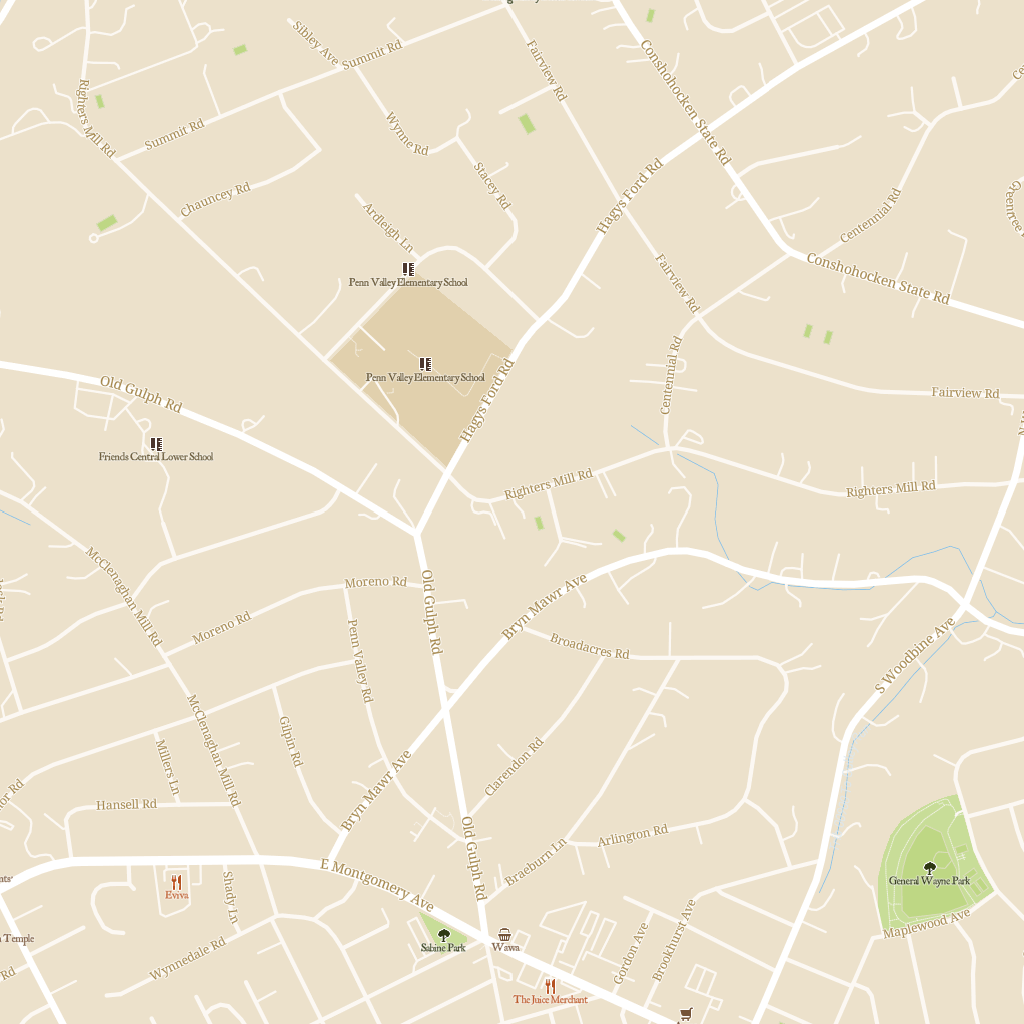 Sibley Ave
Summit Rd
Fairview Rd
Conshohocken State Rd
Righters Mill Rd
Summit Rd
Wynne Rd
Stacey Rd
Hagys Ford Rd
Chauncey Rd
Ardleigh Ln
Centennial Rd
Penn Valley Elementary School
Fairview Rd
Conshohocken State Rd
Penn Valley Elementary School
Centennial Rd
Old Gulph Rd
Hagys Ford Rd
Fairview Rd
Friends Central Lower School
Righters Mill Rd
Righters Mill Rd
McClenaghan Mill Rd
Moreno Rd
Old Gulph Rd
Bryn Mawr Ave
Moreno Rd
Penn Valley Rd
Broadacres Rd
S Woodbine Ave
McClenaghan Mill Rd
Gilpin Rd
Millers Ln
Clarendon Rd
Bryn Mawr Ave
Hansell Rd
Old Gulph Rd
Arlington Rd
Braeburn Ln
E Montgomery Ave
General Wayne Park
Eviva
Shady Ln
Maplewood Ave
Sabine Park
Wawa
Gordon Ave
Brookhurst Ave
Temple
Wynnedale Rd
Rd
The Juice Merchant